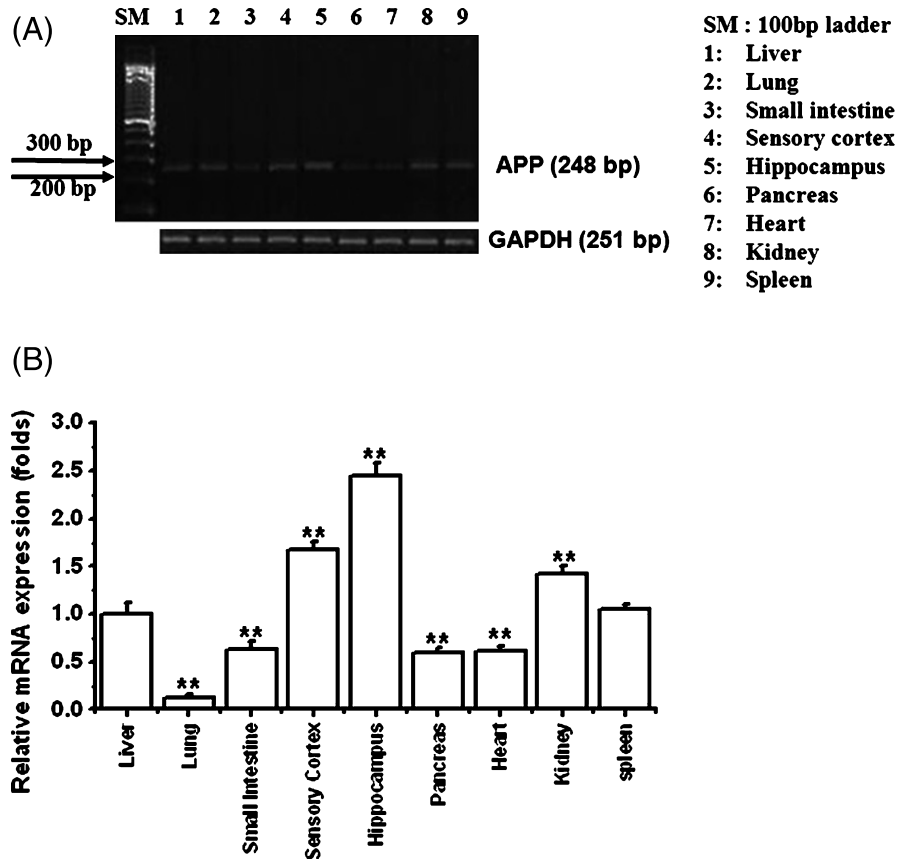 (A)
SM 1 2 3 4 5 6 7 8 9
300 bp
200 bp
APP (248 bp)
GAPDH (251 bp)
SM : 100bp ladder
1: Liver
2: Lung
3: Small intestine
4: Sensory cortex
5: Hippocampus
6: Pancreas
7: Heart
8: Kidney
9: Spleen
(B)
Relative mRNA expression (folds)
3.0
2.5
2.0
1.5
1.0
0.5
0.0
**
**
**
**
**
**
**
Liver
Lung
Small Intestine
Sensory Cortex
Hippocampus
Pancreas
Heart
Kidney
spleen